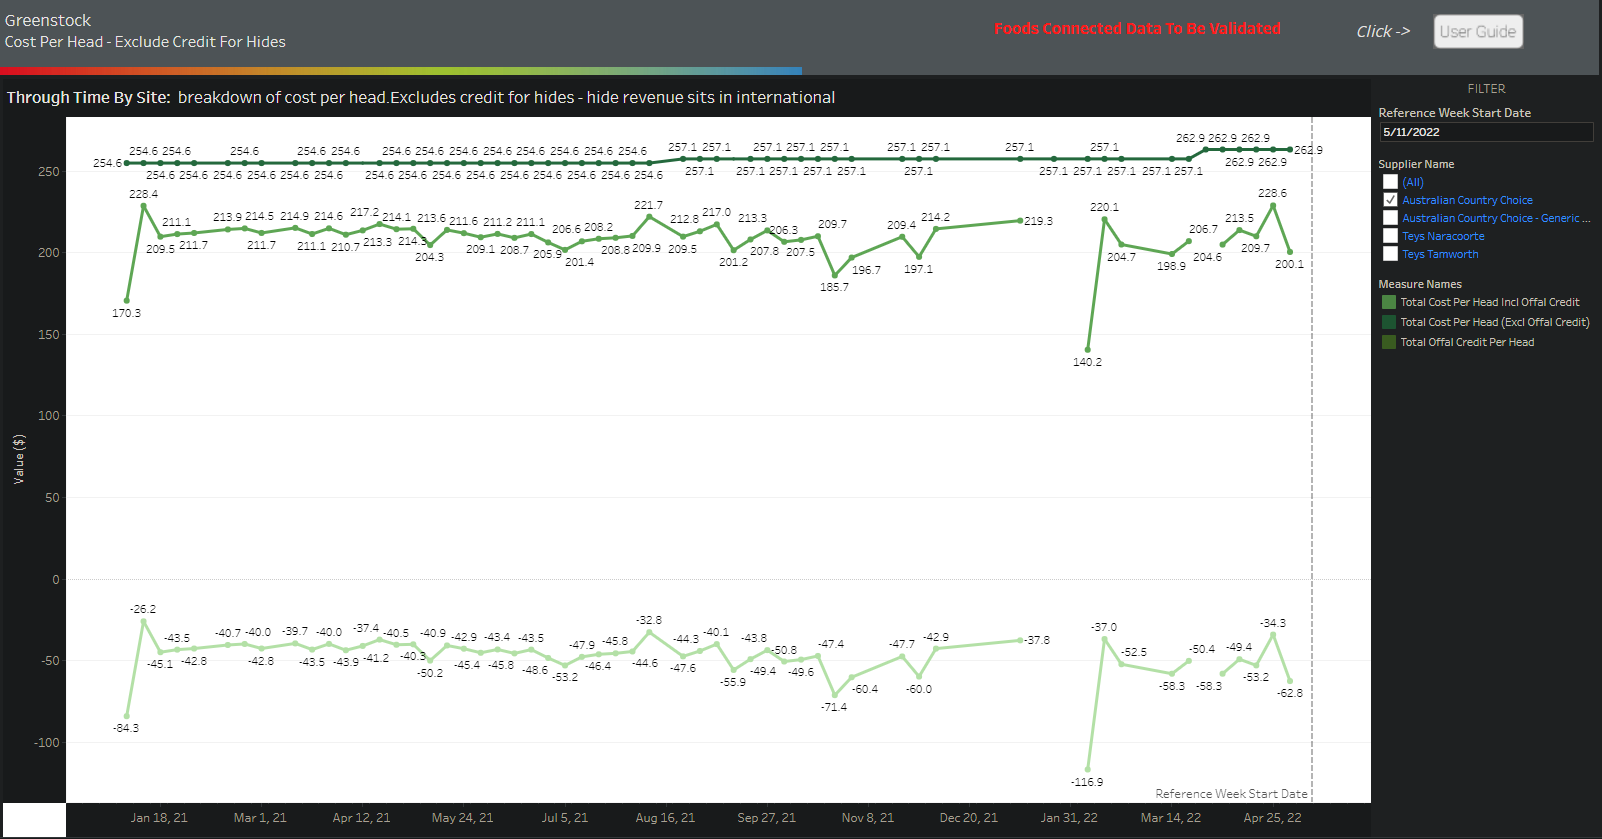 Greenstock
Cost Per Head - Exclude Credit For Hides
Foods Connected Data To Be Validated
Click ->
User Guide
Through Time By Site: breakdown of cost per head.Excludes credit for hides - hide revenue sits in international
FILTER
Reference Week Start Date
5/11/2022
Supplier Name
(All)
Australian Country Choice
Australian Country Choice - Generic ...
Teys Naracoorte
Teys Tamworth
Measure Names
Total Cost Per Head Incl Offal Credit
Total Cost Per Head (Excl Offal Credit)
Total Offal Credit Per Head
Value ($)
250
200
150
100
50
0
-50
-100
254.6 254.6 254.6 254.6 254.6 254.6 254.6 254.6 254.6 254.6 254.6 254.6 257.1 257.1 257.1 257.1 257.1 257.1 257.1 257.1 257.1 262.9 262.9 262.9
254.6
262.9
254.6 254.6 254.6 254.6 254.6 254.6 254.6 254.6 254.6 254.6 254.6 254.6 254.6 254.6 254.6 257.1 257.1 257.1 257.1 257.1 257.1 257.1 257.1 257.1 257.1 257.1 262.9 262.9
228.4 211.1 213.9 214.5 214.9 214.6 217.2 214.1 213.6 211.6 211.2 211.1 206.6 208.2 221.7 212.8 217.0 213.3 206.3 209.7 209.4 214.2 219.3 220.1 206.7 213.5 228.6
170.3 209.5 211.7 211.7 211.1 210.7 213.3 214.3 204.3 209.1 208.7 205.9 201.4 208.8 209.9 209.5 201.2 207.8 207.5 185.7 196.7 197.1 140.2 204.7 198.9 204.6 209.7 200.1
-26.2 -43.5 -40.7 -40.0 -39.7 -40.0 -37.4 -40.5 -40.9 -42.9 -43.4 -43.5 -47.9 -45.8 -32.8 -44.3 -40.1 -43.8 -50.8 -47.4 -47.7 -42.9 -37.8 -37.0 -52.5 -50.4 -49.4 -34.3
-84.3 -45.1 -42.8 -42.8 -43.5 -43.9 -41.2 -40.3 -50.2 -45.4 -45.8 -48.6 -53.2 -46.4 -44.6 -47.6 -55.9 -49.4 -49.6 -71.4 -60.4 -60.0 -116.9 -58.3 -58.3 -53.2 -62.8
Reference Week Start Date
Jan 18, 21 Mar 1, 21 Apr 12, 21 May 24, 21 Jul 5, 21 Aug 16, 21 Sep 27, 21 Nov 8, 21 Dec 20, 21 Jan 31, 22 Mar 14, 22 Apr 25, 22